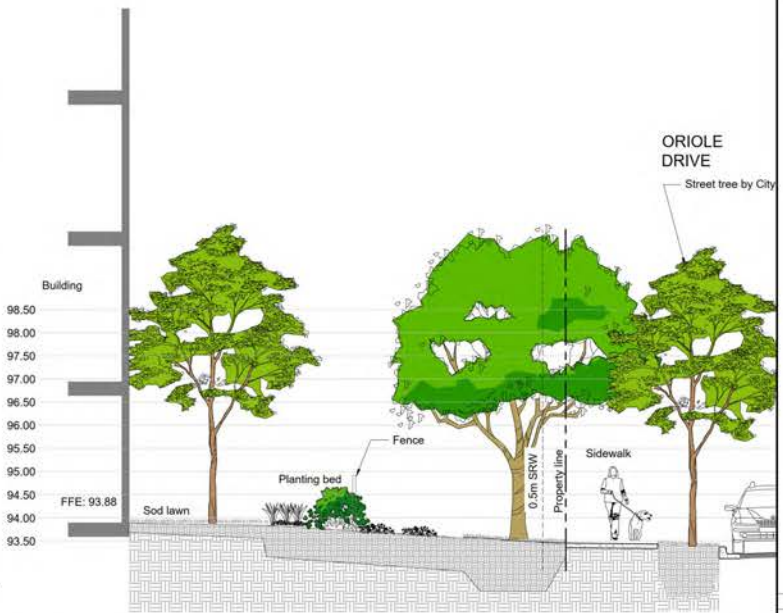 ORIOLE
DRIVE
Street tree by City
Building
98.50
98.00
97.50
97.00
96.50
96.00
95.50
95.00
94.50
94.00
93.50
Fence
Planting bed
FFE: 93.88
Sod lawn
0.5m SRW
Property line
Sidewalk